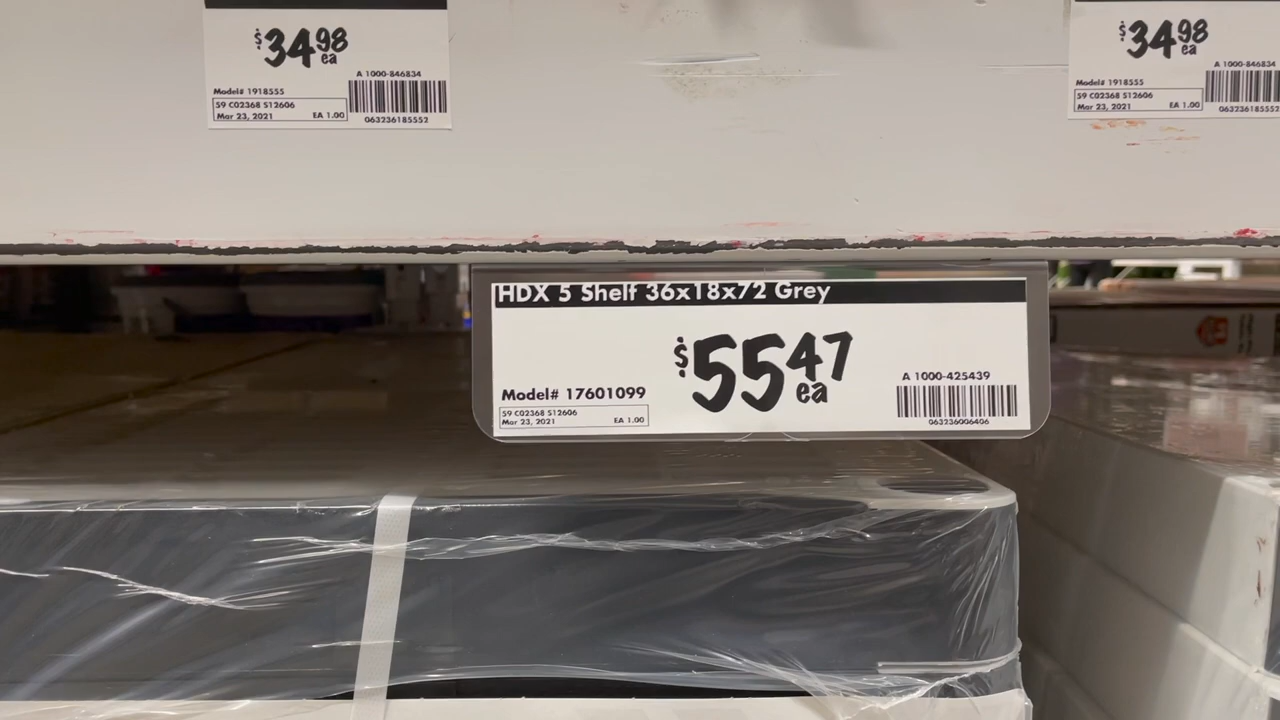 $34 98 ea
A 1000-846834
Model# 1918555
S9 C02368 S12606
Mar 23, 2021 EA 1.00
063236185552
$34 98 ea
A 1000-846834
Model# 1918555
S9 C02368 S12606
Mar 23, 2021 EA 1.00
063236185552
HDX 5 Shelf 36x18x72 Grey
$55 47 ea
A 1000-425439
Model# 17601099
S9 C02368 S12606
Mar 23, 2021 EA 1.00
063236006406